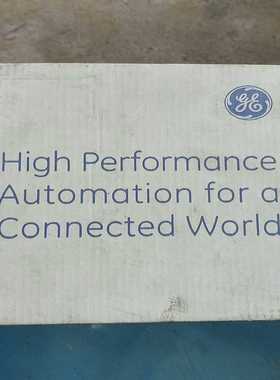 GE
High Performance
Automation for a
Connected World